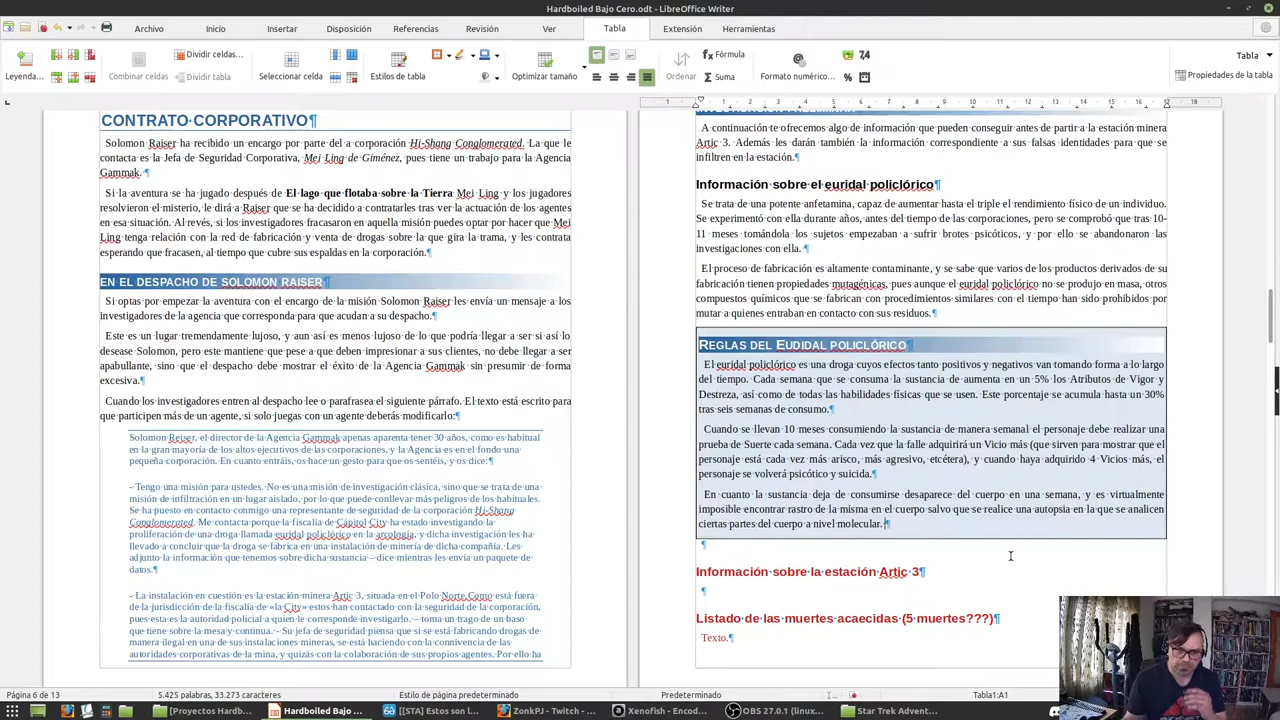 Hardboiled Bajo Cero.odt - LibreOffice Writer
Archivo Inicio Insertar Disposición Referencias Revisión Ver Tabla Extensión Herramientas
Leyenda... Combinar celdas Dividir celdas... Dividir tabla Seleccionar celda Estilos de tabla Optimizar tamaño Ordenar Fórmula Suma Formato numérico... Tabla Propiedades de la tabla
CONTRATO CORPORATIVO¶
Solomon Raiser ha recibido un encargo por parte del a corporación Hi-Shang Conglomerated. La que le
contacta es la Jefa de Seguridad Corporativa, Mei Ling de Giménez, pues tiene un trabajo para la Agencia
Gammak. ¶
Si la aventura se ha jugado después de El lago que flotaba sobre la Tierra Mei Ling y los jugadores
resolvieron el misterio, le dirá a Raiser que se ha decidido a contratarles tras ver la actuación de los agentes
en esa situación. Al revés, si los investigadores fracasaron en aquella misión puedes optar por hacer que Mei
Ling tenga relación con la red de fabricación y venta de drogas sobre la que gira la trama, y les contrata
esperando que fracasen, al tiempo que cubre sus espaldas en la corporación.¶
EN EL DESPACHO DE SOLOMON RAISER¶
Si optas por empezar la aventura con el encargo de la misión Solomon Raiser les envía un mensaje a los
investigadores de la agencia que corresponda para que acudan a su despacho.¶
Este es un lugar tremendamente lujoso, y aun así es menos lujoso de lo que podría llegar a ser si así lo
desease Solomon, pero este mantiene que pese a que deben impresionar a sus clientes, no debe llegar a ser
apabullante, sino que el despacho debe mostrar el éxito de la Agencia Gammak sin presumir de forma
excesiva.¶
Cuando los investigadores entren al despacho lee o parafrasea el siguiente párrafo. El texto está escrito para
que participen más de un agente, si solo juegas con un agente deberás modificarlo:¶
Solomon Reiser, el director de la Agencia Gammak apenas aparenta tener 30 años, como es habitual
en la gran mayoría de los altos ejecutivos de las corporaciones, y la Agencia es en el fondo una
pequeña corporación. En cuanto entráis, os hace un gesto para que os sentéis, y os dice:¶
- Tengo una misión para ustedes. No es una misión de investigación clásica, sino que se trata de una
misión de infiltración en un lugar aislado, por lo que puede conllevar más peligros de los habituales.
Se ha puesto en contacto conmigo una representante de seguridad de la corporación Hi-Shang
Conglomerated. Me contacta porque la fiscalía de Cápitol City ha estado investigando la
proliferación de una droga llamada euridal policlórico en la arcología, y dicha investigación les ha
llevado a concluir que la droga se fabrica en una instalación de minería de dicha compañía. Les
adjunto la información que tenemos sobre dicha sustancia – dice mientras les envía un paquete de
datos.¶
- La instalación en cuestión es la estación minera Artic 3, situada en el Polo Norte.Como está fuera
de la jurisdicción de la fiscalía de «la City» estos han contactado con la seguridad de la corporación,
pues esta es la autoridad policial a quien le corresponde investigarlo. – toma un trago de un baso
que tiene sobre la mesa y continua. - Su jefa de seguridad piensa que si se está fabricando drogas de
manera ilegal en una de sus instalaciones mineras, se está haciendo con la connivencia de las
autoridades corporativas de la mina, y quizás con la colaboración de sus propios agentes. Por ello ha
A continuación te ofrecemos algo de información que pueden conseguir antes de partir a la estación minera
Artic 3. Además les darán también la información correspondiente a sus falsas identidades para que se
infiltren en la estación.¶
Información sobre el euridal policlórico¶
Se trata de una potente anfetamina, capaz de aumentar hasta el triple el rendimiento físico de un individuo.
Se experimentó con ella durante años, antes del tiempo de las corporaciones, pero se comprobó que tras 10-
11 meses tomándola los sujetos empezaban a sufrir brotes psicóticos, y por ello se abandonaron las
investigaciones con ella. ¶
El proceso de fabricación es altamente contaminante, y se sabe que varios de los productos derivados de su
fabricación tienen propiedades mutagénicas, pues aunque el euridal policlórico no se produjo en masa, otros
compuestos químicos que se fabrican con procedimientos similares con el tiempo han sido prohibidos por
mutar a quienes entraban en contacto con sus residuos.¶
REGLAS DEL EUDIDAL POLICLÓRICO¶
El euridal policlórico es una droga cuyos efectos tanto positivos y negativos van tomando forma a lo largo
del tiempo. Cada semana que se consuma la sustancia de aumenta en un 5% los Atributos de Vigor y
Destreza, así como de todas las habilidades físicas que se usen. Este porcentaje se acumula hasta un 30%
tras seis semanas de consumo.¶
Cuando se llevan 10 meses consumiendo la sustancia de manera semanal el personaje debe realizar una
prueba de Suerte cada semana. Cada vez que la falle adquirirá un Vicio más (que sirven para mostrar que el
personaje está cada vez más arisco, más agresivo, etcétera), y cuando haya adquirido 4 Vicios más, el
personaje se volverá psicótico y suicida.¶
En cuanto la sustancia deja de consumirse desaparece del cuerpo en una semana, y es virtualmente
imposible encontrar rastro de la misma en el cuerpo salvo que se realice una autopsia en la que se analicen
ciertas partes del cuerpo a nivel molecular. ¶
¶
Información sobre la estación Artic 3¶
¶
Listado de las muertes acaecidas (5 muertes???)¶
Texto.¶
Página 6 de 13 5.425 palabras, 33.273 caracteres Estilo de página predeterminado Predeterminado Tabla1:A1
[Proyectos Hardb... Hardboiled Bajo ... [[STA] Estos son l... ZonkPJ - Twitch - ... Xenofish - Encod... OBS 27.0.1 (linux... Star Trek Advent...